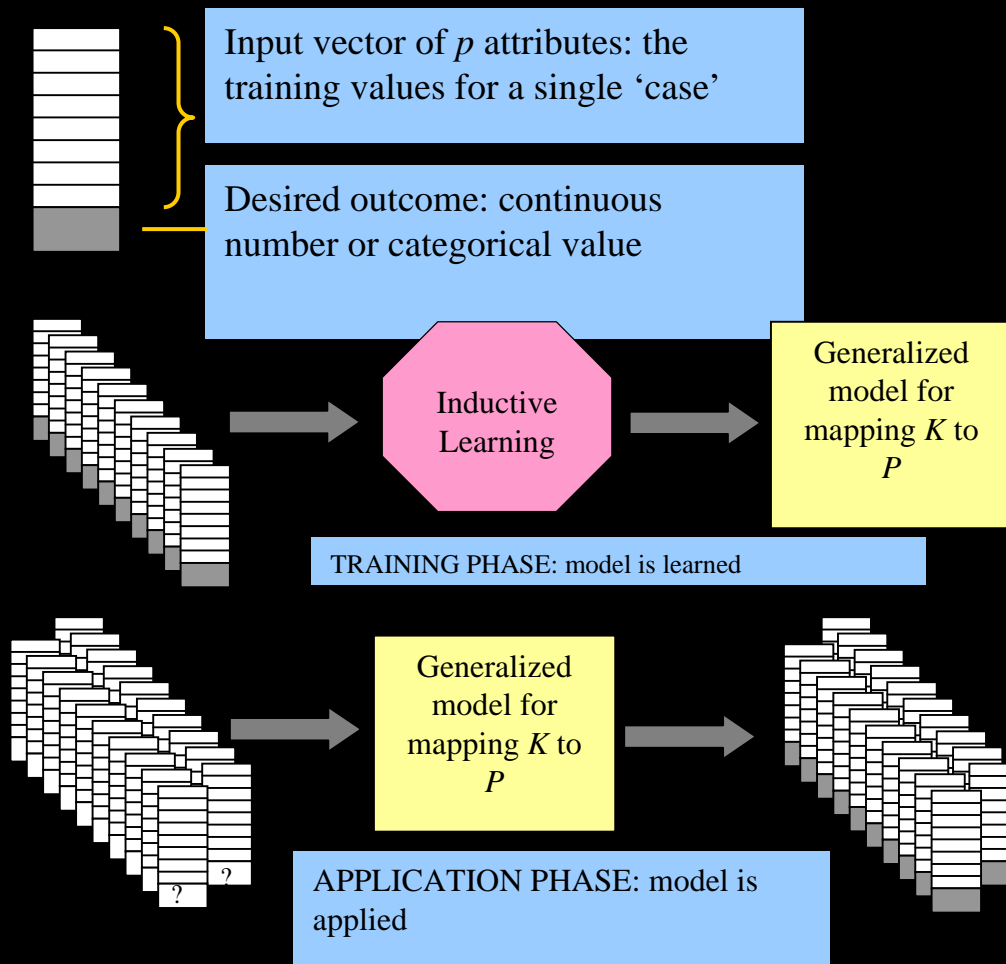 Input vector of p attributes: the
training values for a single ‘case’
Desired outcome: continuous
number or categorical value
Inductive
Learning
Generalized
model for
mapping K to
P
TRAINING PHASE: model is learned
Generalized
model for
mapping K to
P
?
?
APPLICATION PHASE: model is
applied